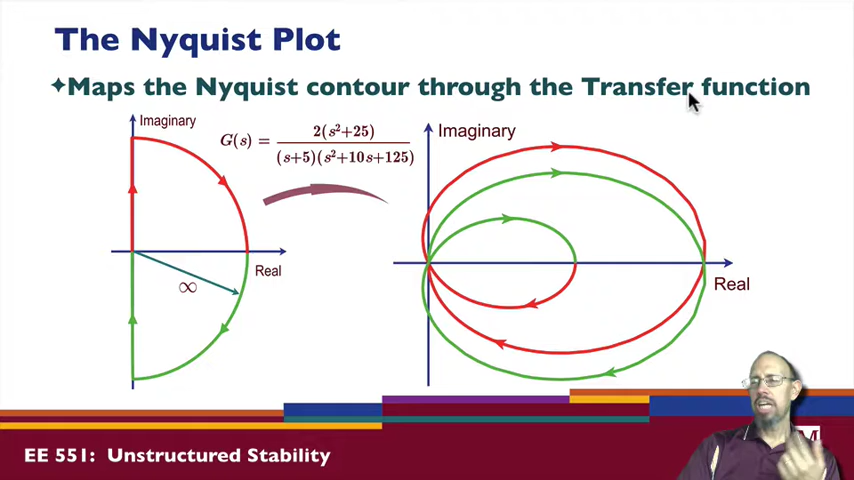 The Nyquist Plot
✦Maps the Nyquist contour through the Transfer function
Imaginary
G(s) = 2(s²+25) / (s+5)(s²+10s+125)
Imaginary
Real
∞
Real
M
EE 551: Unstructured Stability